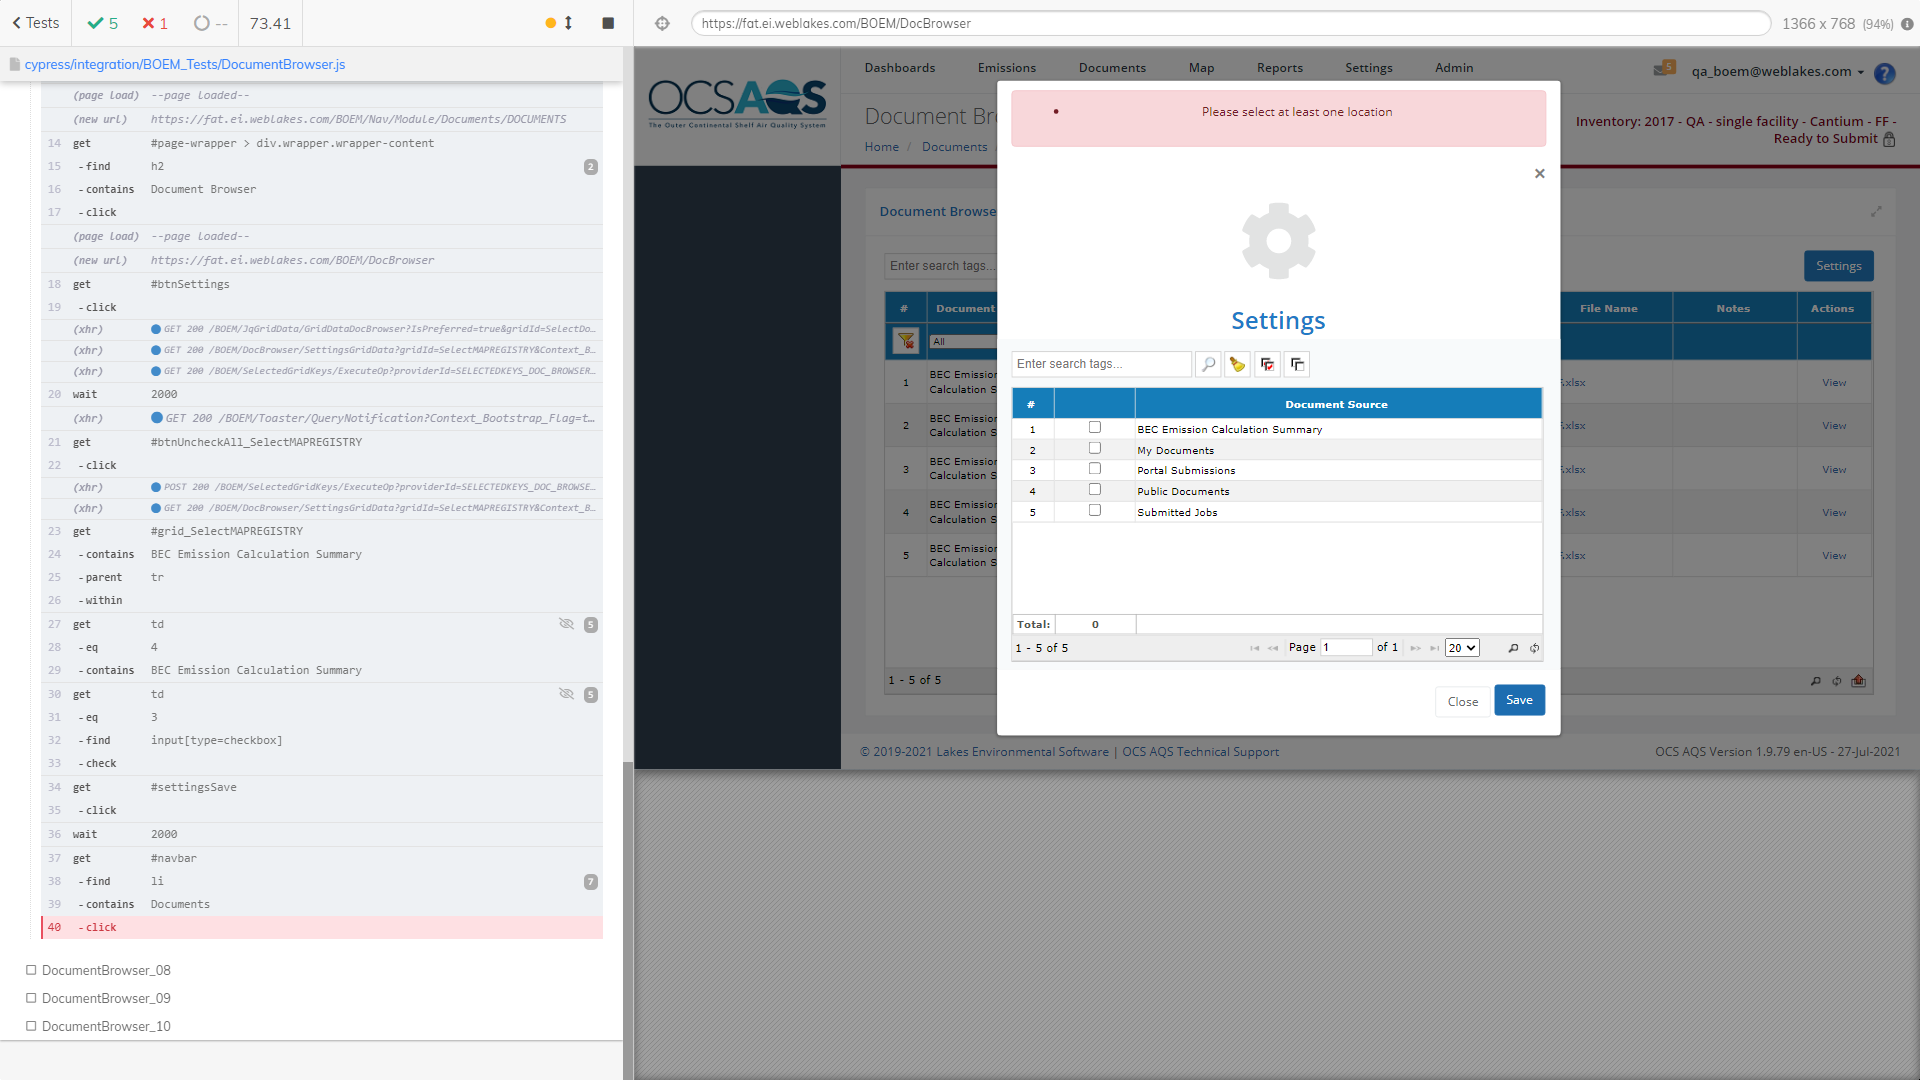 Tests
5
1
--
73.41
cypress/integration/BOEM_Tests/DocumentBrowser.js
(page load) --page loaded--
(new url) https://fat.ei.weblakes.com/BOEM/Nav/Module/Documents/DOCUMENTS
14 get #page-wrapper > div.wrapper.wrapper-content
15 -find h2 2
16 -contains Document Browser
17 -click
(page load) --page loaded--
(new url) https://fat.ei.weblakes.com/BOEM/DocBrowser
18 get #btnSettings
19 -click
(xhr) GET 200 /BOEM/JqGridData/GridDataDocBrowser?IsPreferred=true&gridId=SelectDo...
(xhr) GET 200 /BOEM/DocBrowser/SettingsGridData?gridId=SelectMAPREGISTRY&Context_B...
(xhr) GET 200 /BOEM/SelectedGridKeys/ExecuteOp?providerId=SELECTEDKEYS_DOC_BROWSER...
20 wait 2000
(xhr) GET 200 /BOEM/Toaster/QueryNotification?Context_Bootstrap_Flag=t...
21 get #btnUncheckAll_SelectMAPREGISTRY
22 -click
(xhr) POST 200 /BOEM/SelectedGridKeys/ExecuteOp?providerId=SELECTEDKEYS_DOC_BROWSE...
(xhr) GET 200 /BOEM/DocBrowser/SettingsGridData?gridId=SelectMAPREGISTRY&Context_B...
23 get #grid_SelectMAPREGISTRY
24 -contains BEC Emission Calculation Summary
25 -parent tr
26 -within
27 get td 5
28 -eq 4
29 -contains BEC Emission Calculation Summary
30 get td 5
31 -eq 3
32 -find input[type=checkbox]
33 -check
34 get #settingsSave
35 -click
36 wait 2000
37 get #navbar
38 -find li 7
39 -contains Documents
40 -click
DocumentBrowser_08
DocumentBrowser_09
DocumentBrowser_10
https://fat.ei.weblakes.com/BOEM/DocBrowser
1366 x 768 (94%)
OCSAQS
The Outer Continental Shelf Air Quality System
Dashboards Emissions Documents Map Reports Settings Admin
5
qa_boem@weblakes.com
?
Document Br
Home / Documents
Inventory: 2017 - QA - single facility - Cantium - FF -
Ready to Submit
Document Browse
Enter search tags...
Settings
# Document File Name Notes Actions
All
1 BEC Emission
Calculation S .xlsx View
2 BEC Emission
Calculation S .xlsx View
3 BEC Emission
Calculation S .xlsx View
4 BEC Emission
Calculation S .xlsx View
5 BEC Emission
Calculation S .xlsx View
1 - 5 of 5
Please select at least one location
×
Settings
Enter search tags...
# Document Source
1 BEC Emission Calculation Summary
2 My Documents
3 Portal Submissions
4 Public Documents
5 Submitted Jobs
Total: 0
1 - 5 of 5 Page 1 of 1 20
Close Save
© 2019-2021 Lakes Environmental Software | OCS AQS Technical Support
OCS AQS Version 1.9.79 en-US - 27-Jul-2021